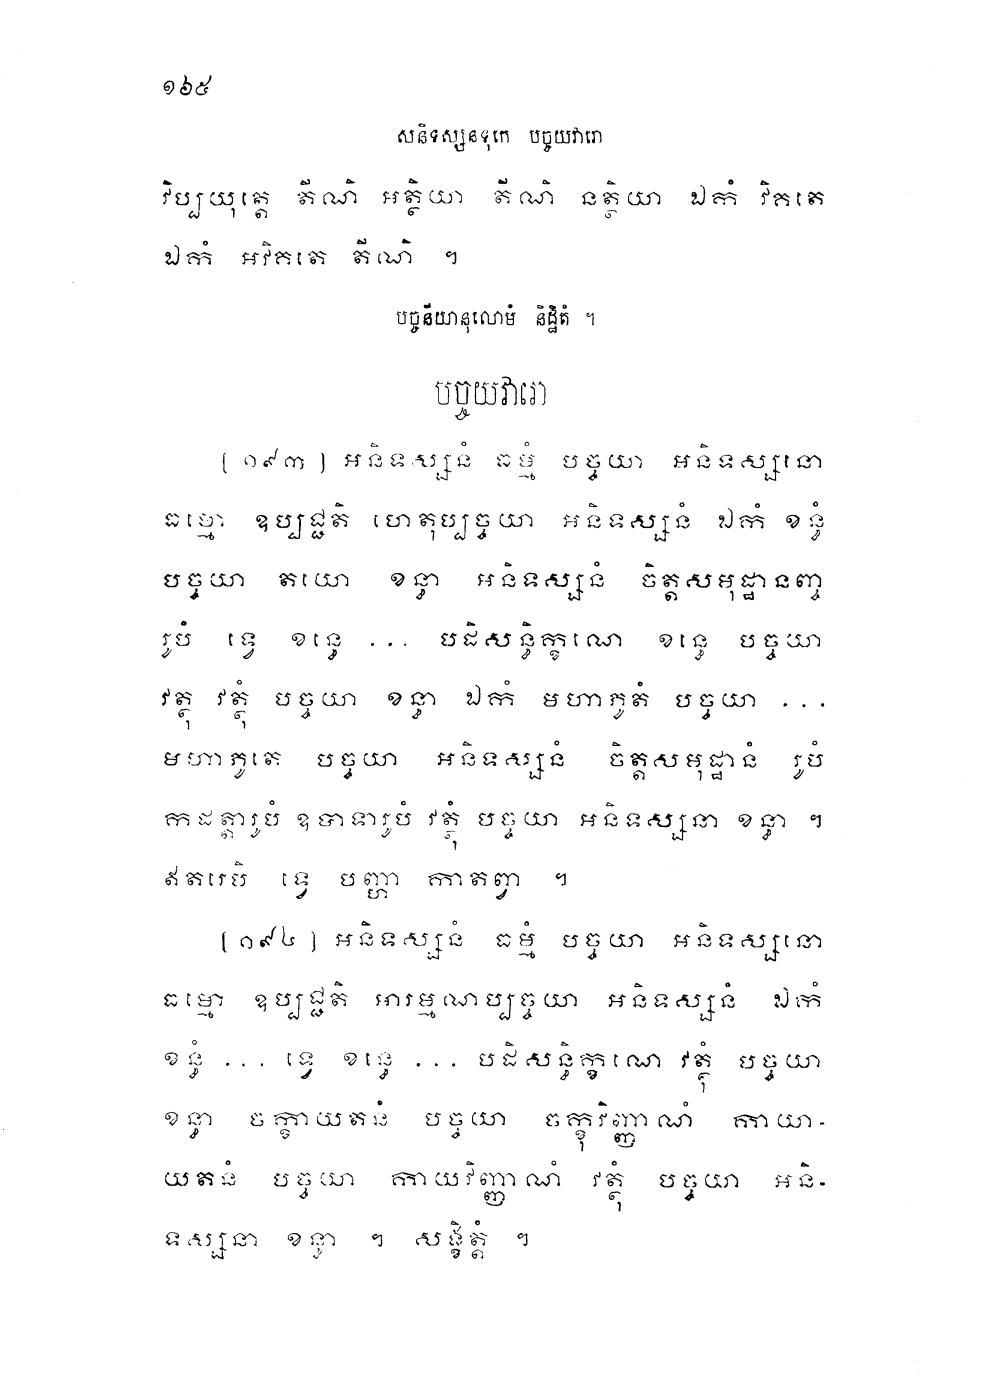 ១៦៥
សនិទស្សនទុកេ បច្ចយវារោ
វិប្បយុត្តេ តីណិ អត្ថិយា តីណិ នត្ថិយា ឯកំ វិគតេ
ឯកំ អវិគតេ តីណិ ។
បច្ចនីយានុលោមំ និដ្ឋិតំ ។
បច្ចយវារោ
[ ១៩៣ ] អនិទស្សនំ ធម្មំ បច្ចយា អនិទស្សនោ
ធម្មោ ឧប្បជ្ជតិ ហេតុប្បច្ចយា អនិទស្សនំ ឯកំ ខន្ធំ
បច្ចយា តយោ ខន្ធា អនិទស្សនំ ចិត្តសមុដ្ឋានញ្ច
រូបំ ទ្វេ ខន្ធេ ... បដិសន្ធិក្ខណេ ខន្ធេ បច្ចយា
វត្ថុ វត្ថុំ បច្ចយា ខន្ធា ឯកំ មហាភូតំ បច្ចយា ...
មហាភូតេ បច្ចយា អនិទស្សនំ ចិត្តសមុដ្ឋានំ រូបំ
កដត្តារូបំ ឧបាទារូបំ វត្ថុំ បច្ចយា អនិទស្សនា ខន្ធា ។
ឥតរេបិ ទ្វេ បញ្ហា កាតព្វា ។
[ ១៩៤ ] អនិទស្សនំ ធម្មំ បច្ចយា អនិទស្សនោ
ធម្មោ ឧប្បជ្ជតិ អារម្មណប្បច្ចយា អនិទស្សនំ ឯកំ
ខន្ធំ ... ទ្វេ ខន្ធេ ... បដិសន្ធិក្ខណេ វត្ថុំ បច្ចយា
ខន្ធា ចក្ខាយតនំ បច្ចយា ចក្ខុវិញ្ញាណំ កាយា-
យតនំ បច្ចយា កាយវិញ្ញាណំ វត្ថុំ បច្ចយា អនិ-
ទស្សនា ខន្ធា ។ សង្ខិត្តំ ។